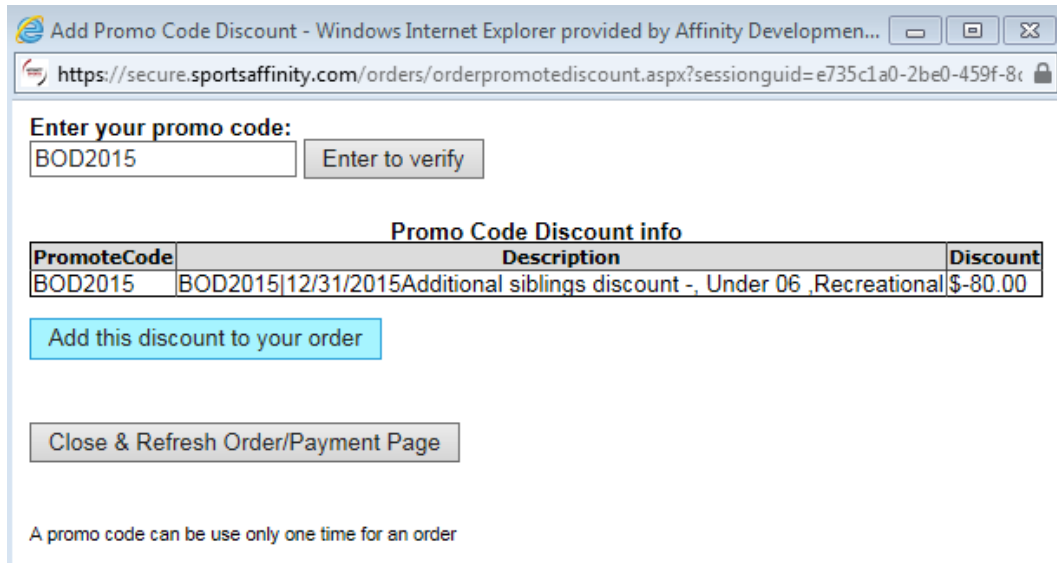 Add Promo Code Discount - Windows Internet Explorer provided by Affinity Developmen...
https://secure.sportsaffinity.com/orders/orderpromotediscount.aspx?sessionguid=e735c1a0-2be0-459f-8c
Enter your promo code:
BOD2015 Enter to verify
Promo Code Discount info
PromoteCode Description Discount
BOD2015 BOD2015|12/31/2015Additional siblings discount -, Under 06 ,Recreational $-80.00
Add this discount to your order
Close & Refresh Order/Payment Page
A promo code can be use only one time for an order